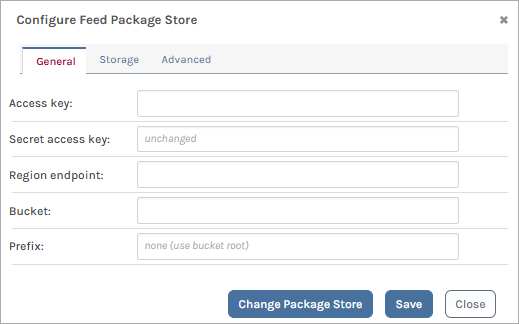 Configure Feed Package Store
General Storage Advanced
Access key:
Secret access key: unchanged
Region endpoint:
Bucket:
Prefix: none (use bucket root)
Change Package Store Save Close